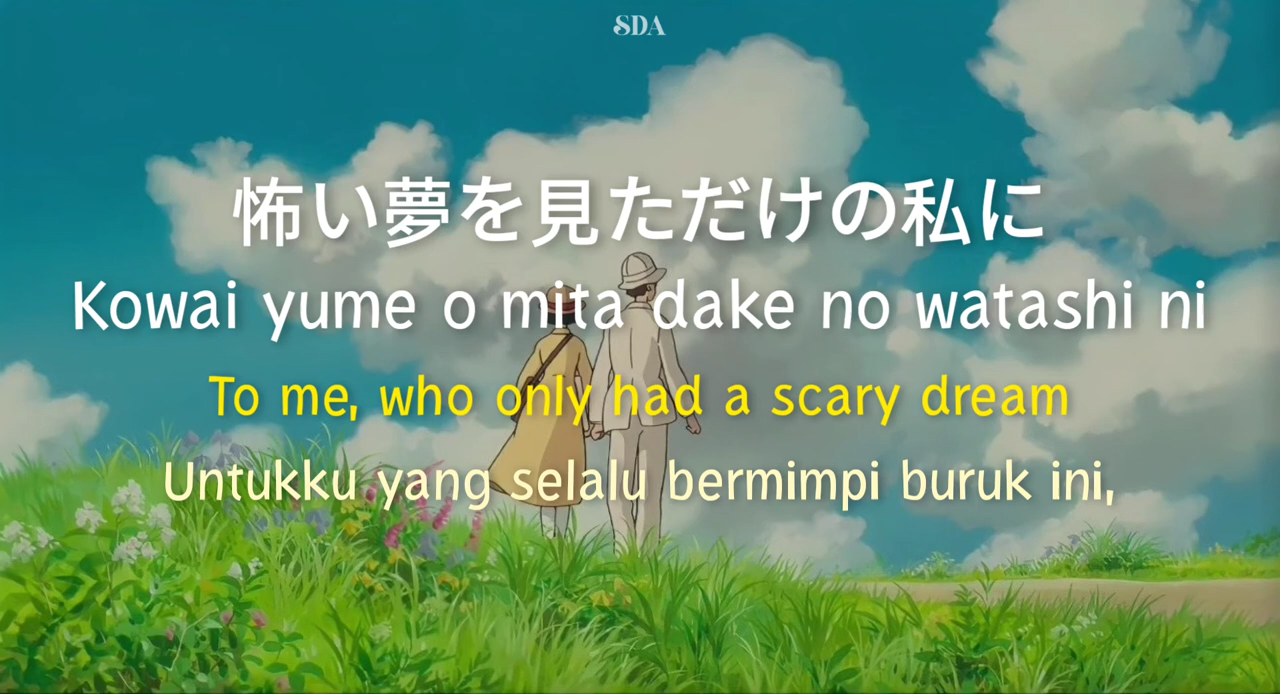 SDA
怖い夢を見ただけの私に
Kowai yume o mita dake no watashi ni
To me, who only had a scary dream
Untukku yang selalu bermimpi buruk ini,